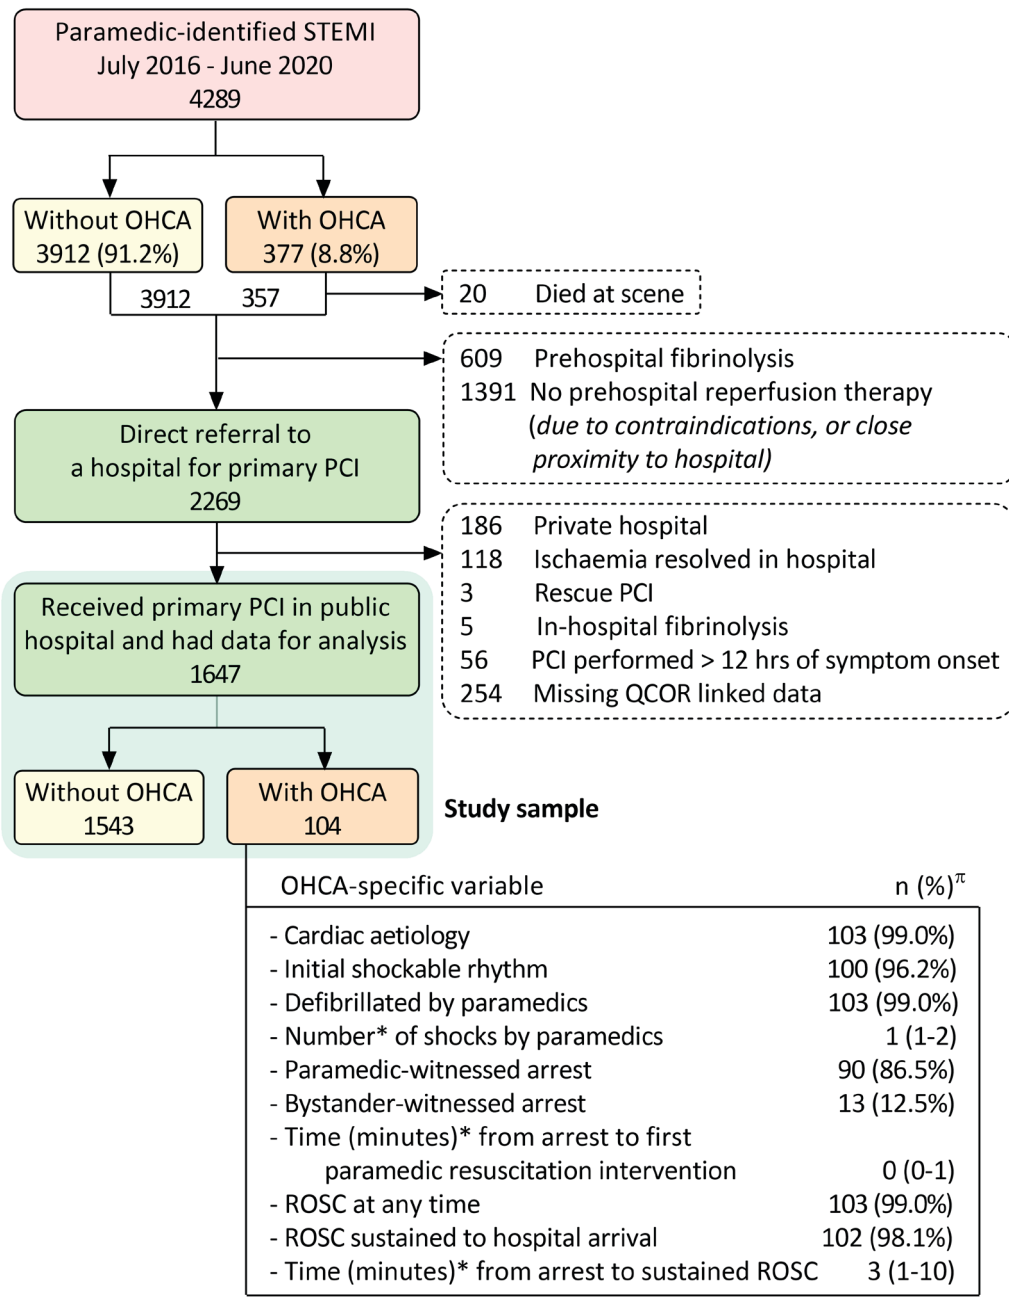 Paramedic-identified STEMI
July 2016 - June 2020
4289
Without OHCA
3912 (91.2%)
With OHCA
377 (8.8%)
3912
357
20 Died at scene
609 Prehospital fibrinolysis
1391 No prehospital reperfusion therapy
(due to contraindications, or close
proximity to hospital)
Direct referral to
a hospital for primary PCI
2269
186 Private hospital
118 Ischaemia resolved in hospital
3 Rescue PCI
5 In-hospital fibrinolysis
56 PCI performed > 12 hrs of symptom onset
254 Missing QCOR linked data
Received primary PCI in public
hospital and had data for analysis
1647
Without OHCA
1543
With OHCA
104
Study sample
OHCA-specific variable n (%)π
- Cardiac aetiology 103 (99.0%)
- Initial shockable rhythm 100 (96.2%)
- Defibrillated by paramedics 103 (99.0%)
- Number* of shocks by paramedics 1 (1-2)
- Paramedic-witnessed arrest 90 (86.5%)
- Bystander-witnessed arrest 13 (12.5%)
- Time (minutes)* from arrest to first
paramedic resuscitation intervention 0 (0-1)
- ROSC at any time 103 (99.0%)
- ROSC sustained to hospital arrival 102 (98.1%)
- Time (minutes)* from arrest to sustained ROSC 3 (1-10)